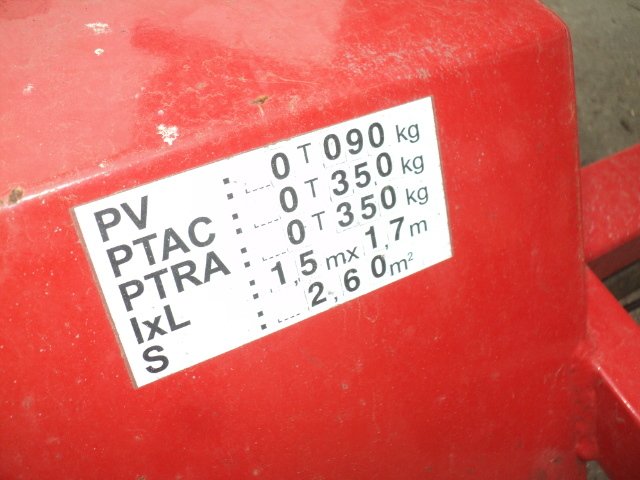 PV : 0 T 090 kg
PTAC : 0 T 350 kg
PTRA : 0 T 350 kg
lxL : 1,5 mx 1,7 m
S : 2,60 m²